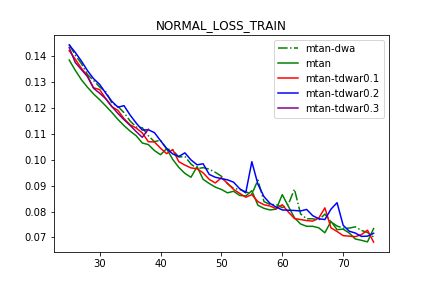 NORMAL_LOSS_TRAIN
0.14
0.13
0.12
0.11
0.10
0.09
0.08
0.07
30
40
50
60
70
mtan-dwa
mtan
mtan-tdwar0.1
mtan-tdwar0.2
mtan-tdwar0.3